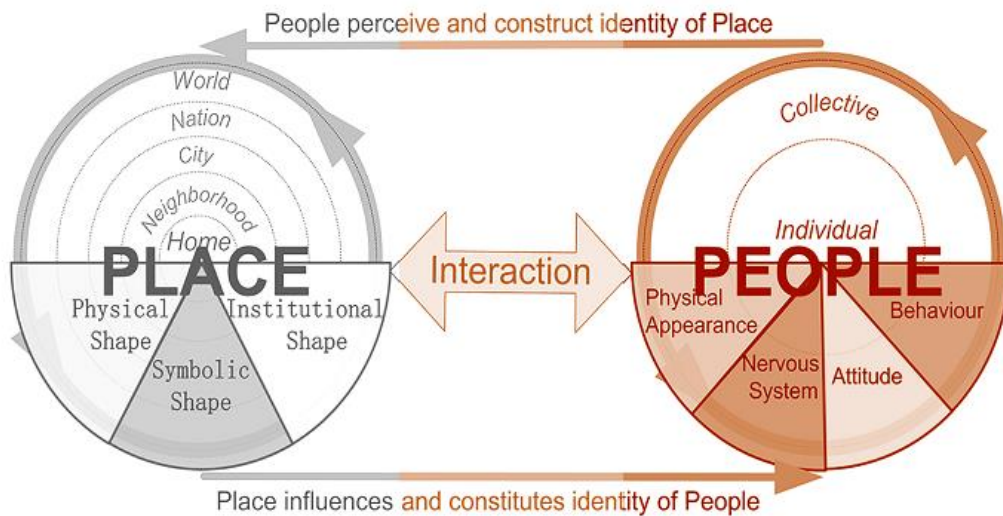 People perceive and construct identity of Place
World
Nation
City
Neighborhood
Home
PLACE
Physical
Shape
Institutional
Shape
Symbolic
Shape
Interaction
Collective
Individual
PEOPLE
Physical
Appearance
Nervous
System
Attitude
Behaviour
Place influences and constitutes identity of People